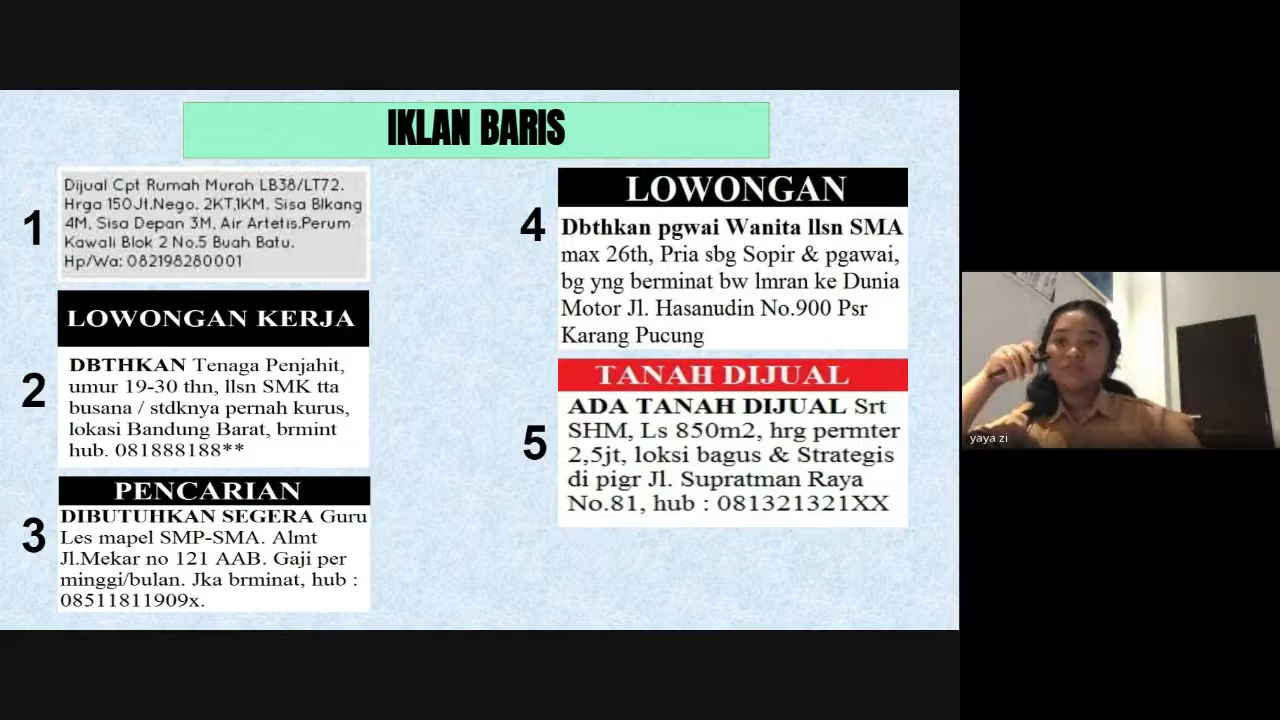 IKLAN BARIS
1
Dijual Cpt Rumah Murah LB38/LT72.
Hrga 150Jt.Nego. 2KT,1KM. Sisa Blkang
4M, Sisa Depan 3M, Air Artetis.Perum
Kawali Blok 2 No.5 Buah Batu.
Hp/Wa: 082198280001
2
LOWONGAN KERJA
DBTHKAN Tenaga Penjahit,
umur 19-30 thn, llsn SMK tta
busana / stdknya pernah kurus,
lokasi Bandung Barat, brmint
hub. 081888188**
3
PENCARIAN
DIBUTUHKAN SEGERA Guru
Les mapel SMP-SMA. Almt
Jl.Mekar no 121 AAB. Gaji per
minggi/bulan. Jka brminat, hub :
08511811909x.
4
LOWONGAN
Dbthkan pgwai Wanita llsn SMA
max 26th, Pria sbg Sopir & pgawai,
bg yng berminat bw lmran ke Dunia
Motor Jl. Hasanudin No.900 Psr
Karang Pucung
5
TANAH DIJUAL
ADA TANAH DIJUAL Srt
SHM, Ls 850m2, hrg permter
2,5jt, loksi bagus & Strategis
di pigr Jl. Supratman Raya
No.81, hub : 081321321XX
yaya zi